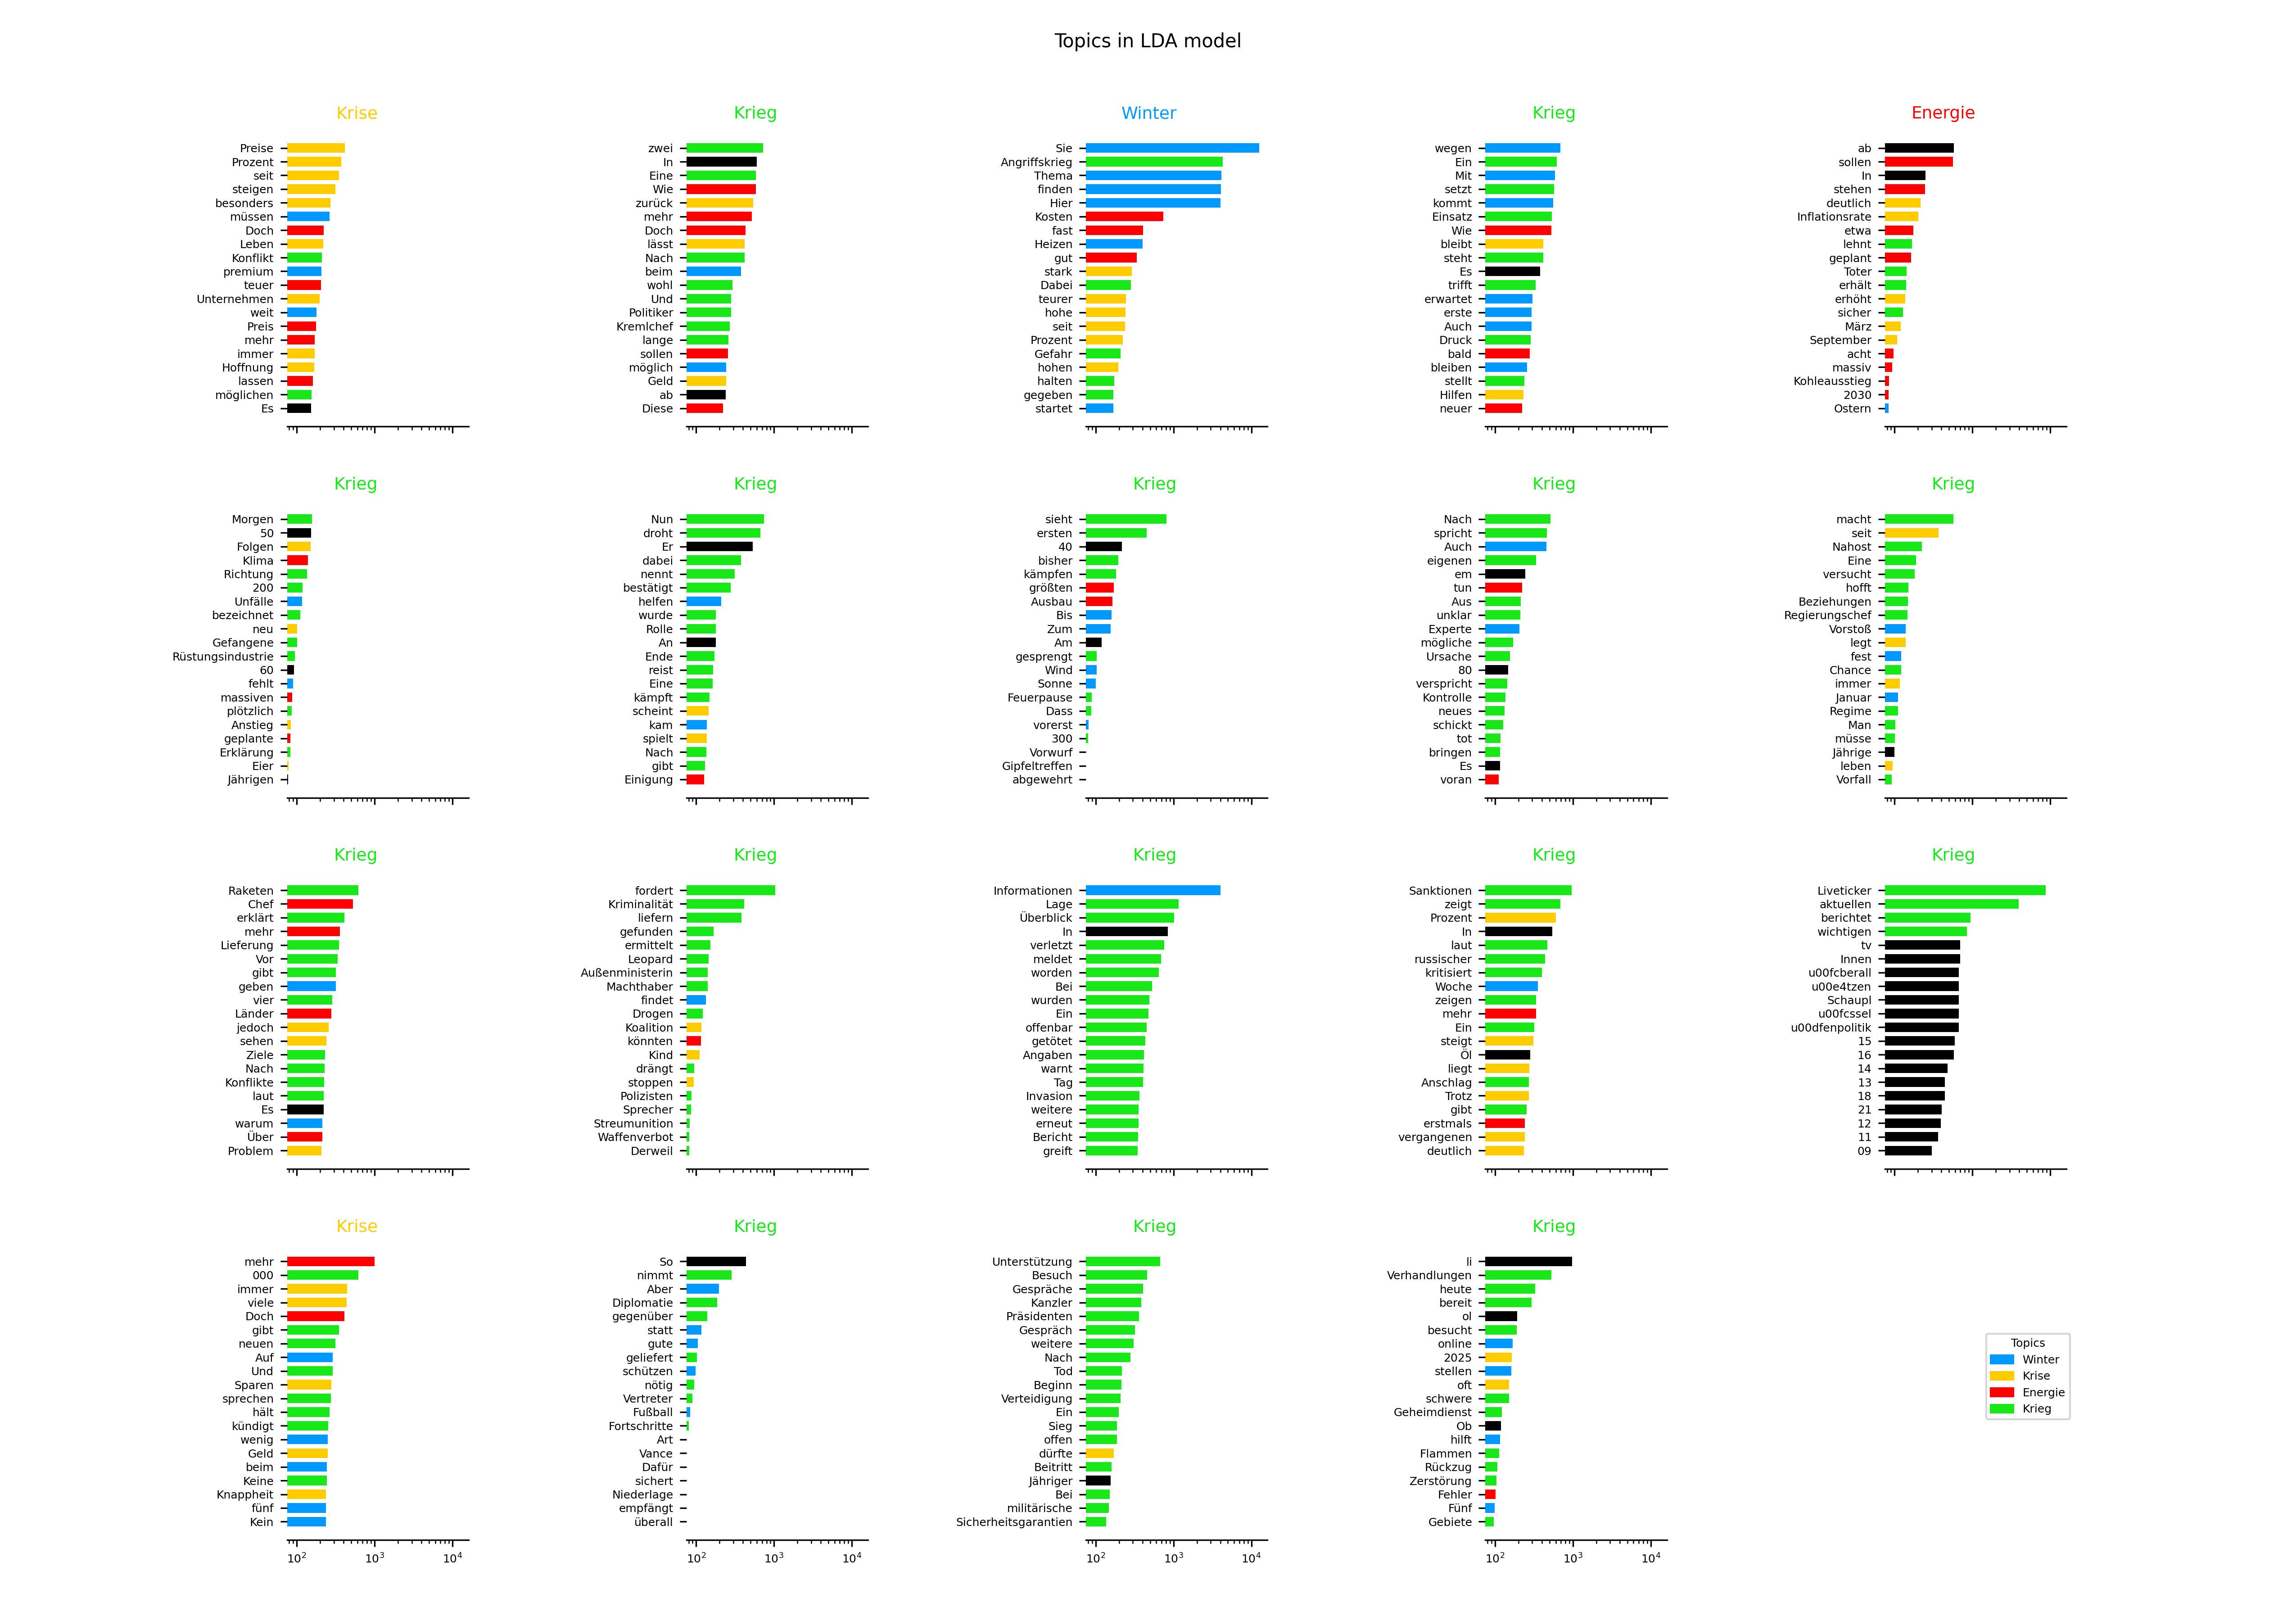 Topics in LDA model
Krise
Preise
Prozent
seit
steigen
besonders
müssen
Doch
Leben
Konflikt
premium
teuer
Unternehmen
weit
Preis
mehr
immer
Hoffnung
lassen
möglichen
Es
Krieg
zwei
In
Eine
Wie
zurück
mehr
Doch
lässt
Nach
beim
wohl
Und
Politiker
Kremlchef
lange
sollen
möglich
Geld
ab
Diese
Winter
Sie
Angriffskrieg
Thema
finden
Hier
Kosten
fast
Heizen
gut
stark
Dabei
teurer
hohe
seit
Prozent
Gefahr
hohen
halten
gegeben
startet
Krieg
wegen
Ein
Mit
setzt
kommt
Einsatz
Wie
bleibt
steht
Es
trifft
erwartet
erste
Auch
Druck
bald
bleiben
stellt
Hilfen
neuer
Energie
ab
sollen
In
stehen
deutlich
Inflationsrate
etwa
lehnt
geplant
Toter
erhält
erhöht
sicher
März
September
acht
massiv
Kohleausstieg
2030
Ostern
Krieg
Morgen
50
Folgen
Klima
Richtung
200
Unfälle
bezeichnet
neu
Gefangene
Rüstungsindustrie
60
fehlt
massiven
plötzlich
Anstieg
geplante
Erklärung
Eier
Jährigen
Krieg
Nun
droht
Er
dabei
nennt
bestätigt
helfen
wurde
Rolle
An
Ende
reist
Eine
kämpft
scheint
kam
spielt
Nach
gibt
Einigung
Krieg
sieht
ersten
40
bisher
kämpfen
größten
Ausbau
Bis
Zum
Am
gesprengt
Wind
Sonne
Feuerpause
Dass
vorerst
300
Vorwurf
Gipfeltreffen
abgewehrt
Krieg
Nach
spricht
Auch
eigenen
em
tun
Aus
unklar
Experte
mögliche
Ursache
80
verspricht
Kontrolle
neues
schickt
tot
bringen
Es
voran
Krieg
macht
seit
Nahost
Eine
versucht
hofft
Beziehungen
Regierungschef
Vorstoß
legt
fest
Chance
immer
Januar
Regime
Man
müsse
Jährige
leben
Vorfall
Krieg
Raketen
Chef
erklärt
mehr
Lieferung
Vor
gibt
geben
vier
Länder
jedoch
sehen
Ziele
Nach
Konflikte
laut
Es
warum
Über
Problem
Krieg
fordert
Kriminalität
liefern
gefunden
ermittelt
Leopard
Außenministerin
Machthaber
findet
Drogen
Koalition
könnten
Kind
drängt
stoppen
Polizisten
Sprecher
Streumunition
Waffenverbot
Derweil
Krieg
Informationen
Lage
Überblick
In
verletzt
meldet
worden
Bei
wurden
Ein
offenbar
getötet
Angaben
warnt
Tag
Invasion
weitere
erneut
Bericht
greift
Krieg
Sanktionen
zeigt
Prozent
In
laut
russischer
kritisiert
Woche
zeigen
mehr
Ein
steigt
Öl
liegt
Anschlag
Trotz
gibt
erstmals
vergangenen
deutlich
Krieg
Liveticker
aktuellen
berichtet
wichtigen
tv
Innen
u00fcberall
u00e4tzen
Schaupl
u00fcssel
u00dfenpolitik
15
16
14
13
18
21
12
11
09
Krise
mehr
000
immer
viele
Doch
gibt
neuen
Auf
Und
Sparen
sprechen
hält
kündigt
wenig
Geld
beim
Keine
Knappheit
fünf
Kein
10² 10³ 10⁴
Krieg
So
nimmt
Aber
Diplomatie
gegenüber
statt
gute
geliefert
schützen
nötig
Vertreter
Fußball
Fortschritte
Art
Vance
Dafür
sichert
Niederlage
empfängt
überall
10² 10³ 10⁴
Krieg
Unterstützung
Besuch
Gespräche
Kanzler
Präsidenten
Gespräch
weitere
Nach
Tod
Beginn
Verteidigung
Ein
Sieg
offen
dürfte
Beitritt
Jähriger
Bei
militärische
Sicherheitsgarantien
10² 10³ 10⁴
Krieg
li
Verhandlungen
heute
bereit
ol
besucht
online
2025
stellen
oft
schwere
Geheimdienst
Ob
hilft
Flammen
Rückzug
Zerstörung
Fehler
Fünf
Gebiete
10² 10³ 10⁴
Topics
Winter
Krise
Energie
Krieg